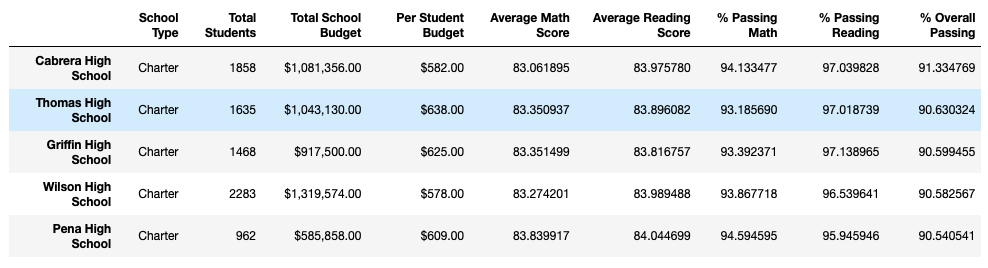 School Type Total Students Total School Budget Per Student Budget Average Math Score Average Reading Score % Passing Math % Passing Reading % Overall Passing
Cabrera High School Charter 1858 $1,081,356.00 $582.00 83.061895 83.975780 94.133477 97.039828 91.334769
Thomas High School Charter 1635 $1,043,130.00 $638.00 83.350937 83.896082 93.185690 97.018739 90.630324
Griffin High School Charter 1468 $917,500.00 $625.00 83.351499 83.816757 93.392371 97.138965 90.599455
Wilson High School Charter 2283 $1,319,574.00 $578.00 83.274201 83.989488 93.867718 96.539641 90.582567
Pena High School Charter 962 $585,858.00 $609.00 83.839917 84.044699 94.594595 95.945946 90.540541